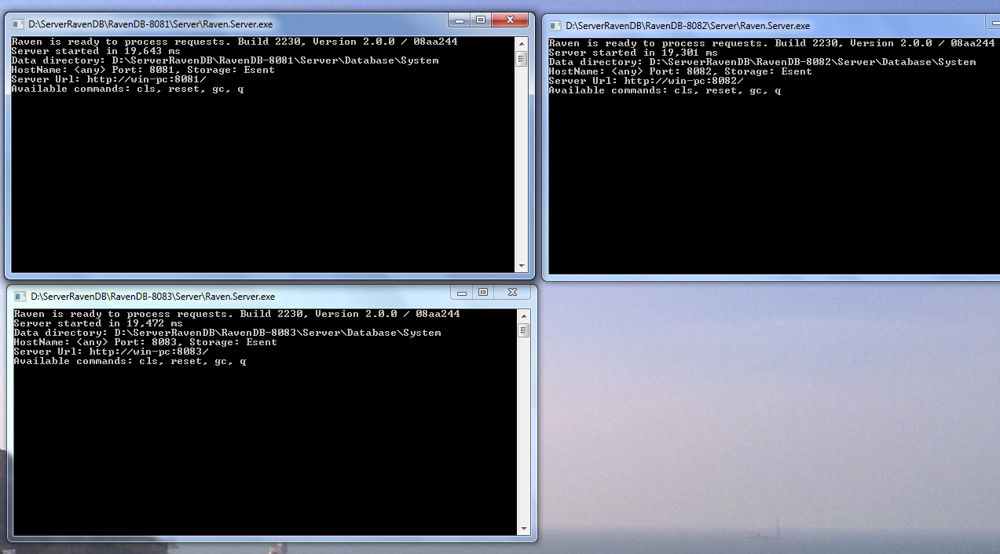 D:\ServerRavenDB\RavenDB-8081\Server\Raven.Server.exe
Raven is ready to process requests. Build 2230, Version 2.0.0 / 08aa244
Server started in 19,643 ms
Data directory: D:\ServerRavenDB\RavenDB-8081\Server\Database\System
HostName: <any> Port: 8081, Storage: Esent
Server Url: http://win-pc:8081/
Available commands: cls, reset, gc, q
D:\ServerRavenDB\RavenDB-8082\Server\Raven.Server.exe
Raven is ready to process requests. Build 2230, Version 2.0.0 / 08aa244
Server started in 19,301 ms
Data directory: D:\ServerRavenDB\RavenDB-8082\Server\Database\System
HostName: <any> Port: 8082, Storage: Esent
Server Url: http://win-pc:8082/
Available commands: cls, reset, gc, q
D:\ServerRavenDB\RavenDB-8083\Server\Raven.Server.exe
Raven is ready to process requests. Build 2230, Version 2.0.0 / 08aa244
Server started in 19,472 ms
Data directory: D:\ServerRavenDB\RavenDB-8083\Server\Database\System
HostName: <any> Port: 8083, Storage: Esent
Server Url: http://win-pc:8083/
Available commands: cls, reset, gc, q